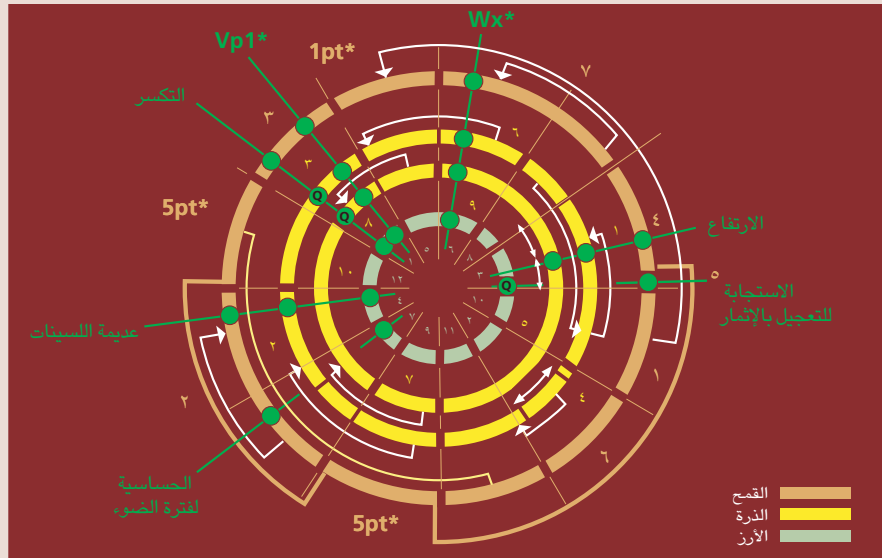 Wx*
Vp1*
1pt*
٧
التكسر
٣
٦
٣
5pt*
٩
٨
٥
٦
٨
١
٤
١
الارتفاع
٣
١٢
١٠
٥
الاستجابة
للتعجيل بالإثمار
١٠
٤
عديمة اللسينات
٧
٢
٥
٩
١١
٢
١
٧
٤
٢
٦
الحساسية
لفترة الضوء
5pt*
Q
Q
Q
القمح
الذرة
الأرز